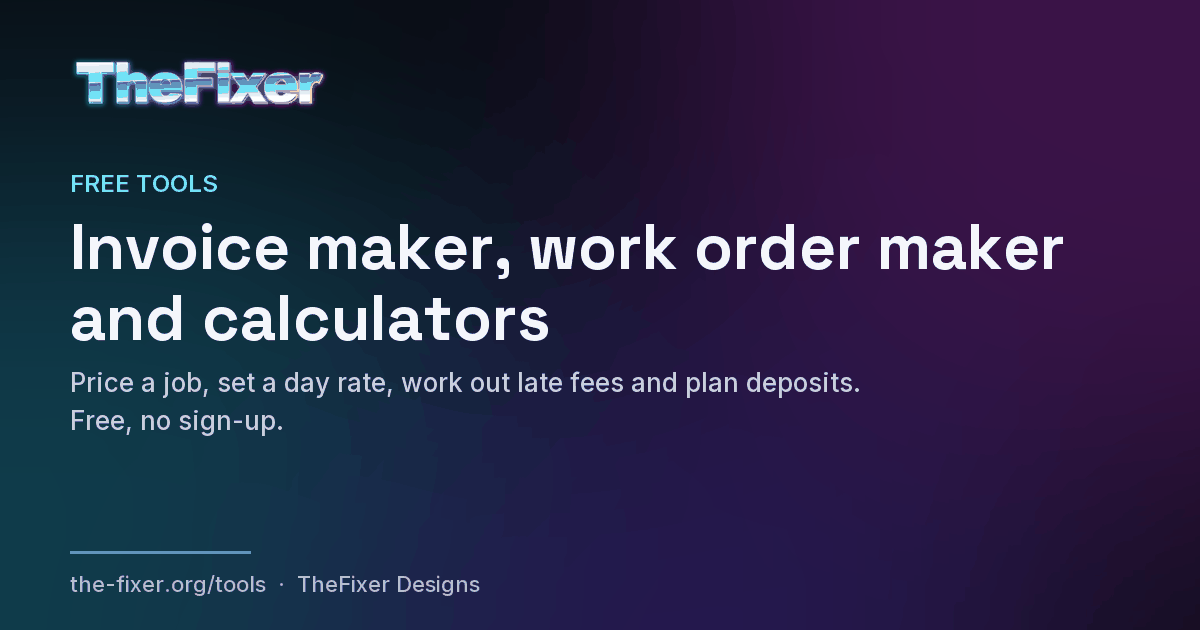 TheFixer
FREE TOOLS
Invoice maker, work order maker
and calculators
Price a job, set a day rate, work out late fees and plan deposits.
Free, no sign-up.
the-fixer.org/tools · TheFixer Designs